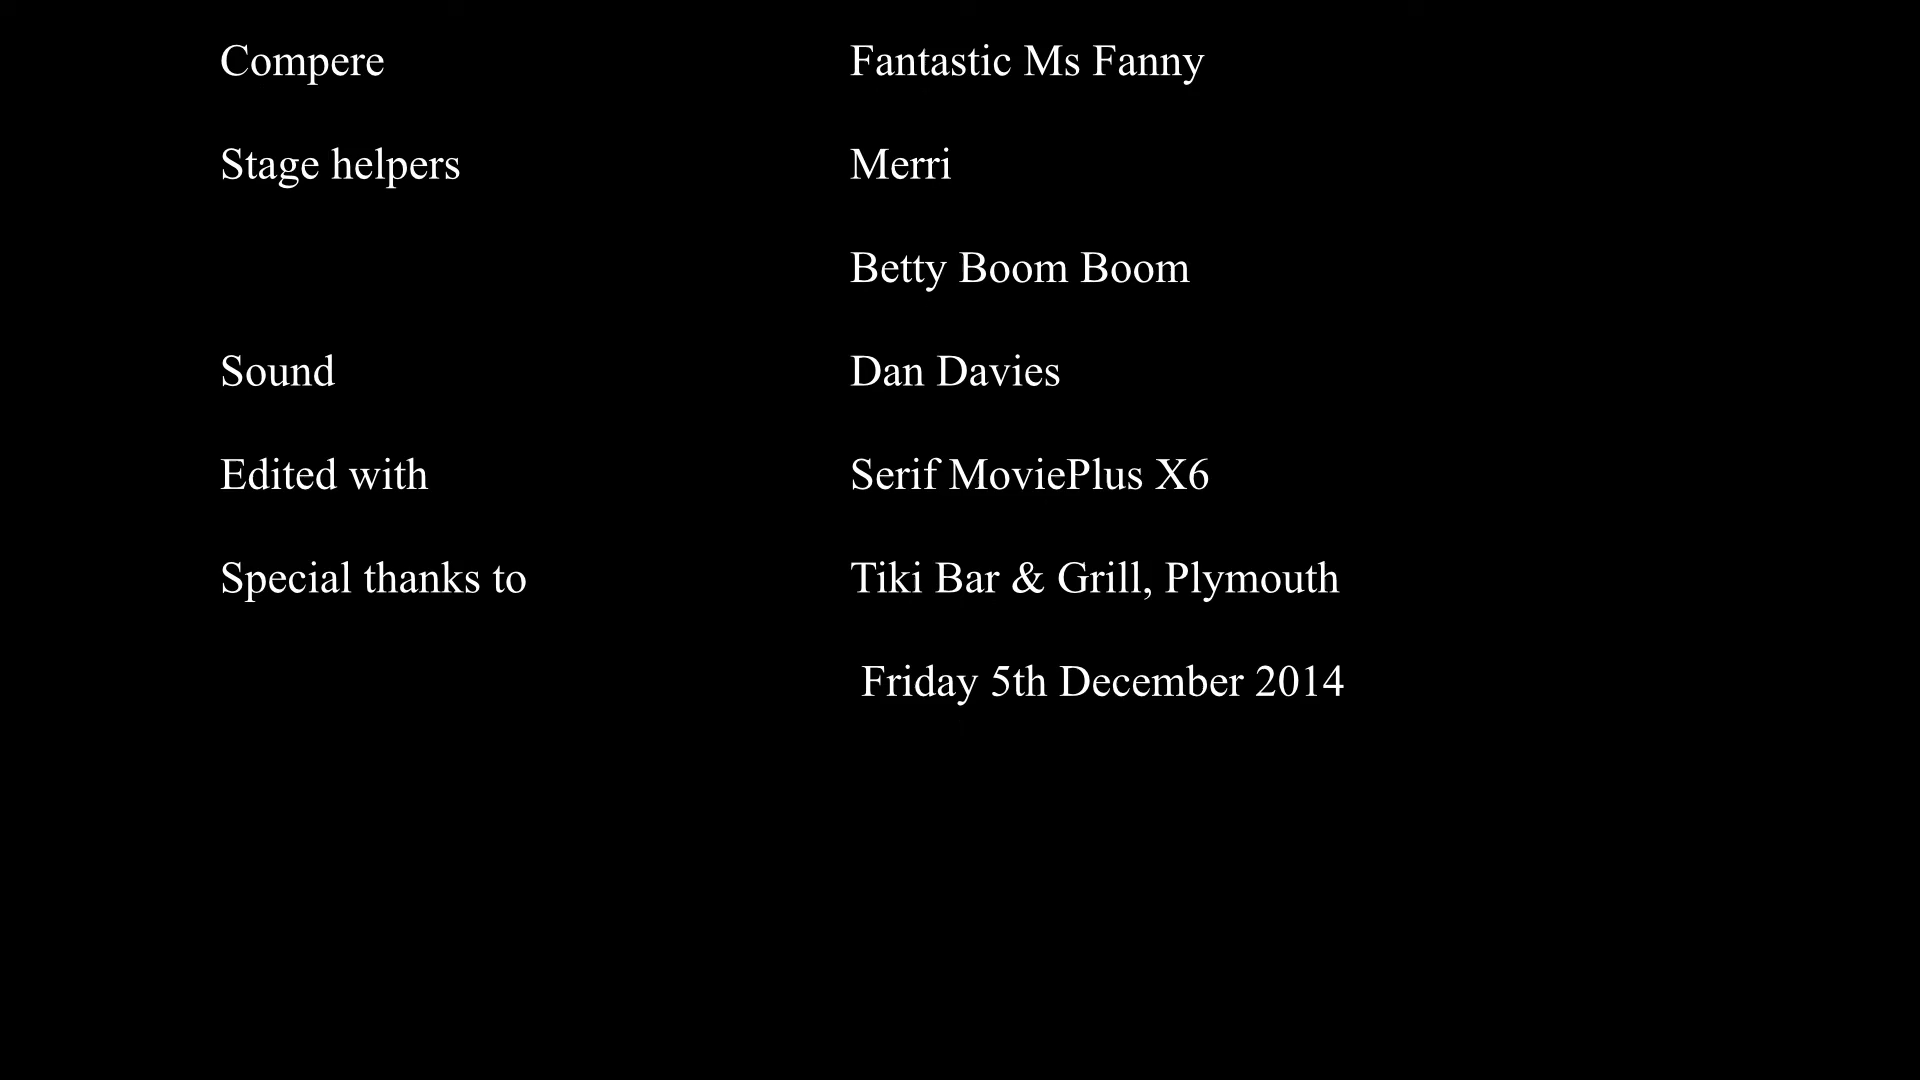 Compere Fantastic Ms Fanny
Stage helpers Merri
Betty Boom Boom
Sound Dan Davies
Edited with Serif MoviePlus X6
Special thanks to Tiki Bar & Grill, Plymouth
Friday 5th December 2014